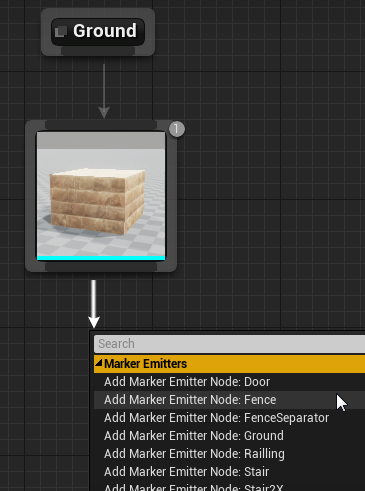 Ground
1
Search
Marker Emitters
Add Marker Emitter Node: Door
Add Marker Emitter Node: Fence
Add Marker Emitter Node: FenceSeparator
Add Marker Emitter Node: Ground
Add Marker Emitter Node: Railling
Add Marker Emitter Node: Stair
Add Marker Emitter Node: Stair2X